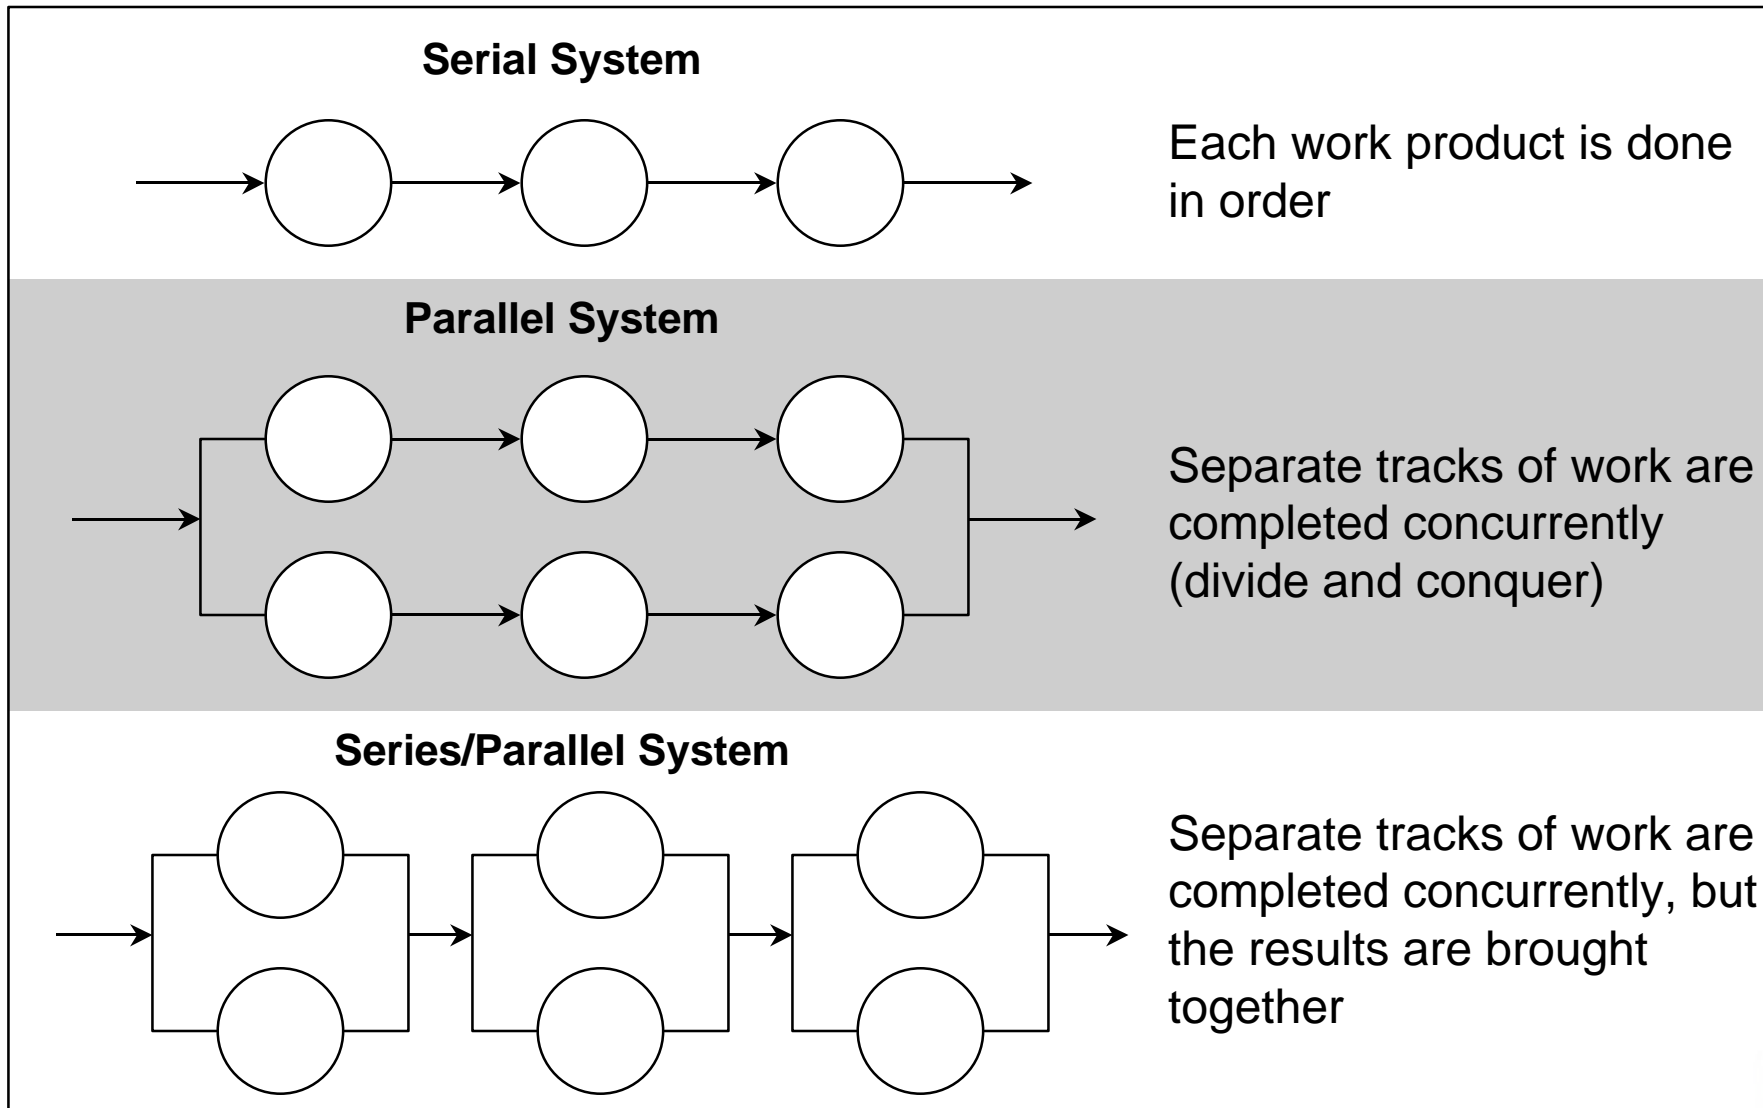 Serial System
Each work product is done
in order
Parallel System
Separate tracks of work are
completed concurrently
(divide and conquer)
Series/Parallel System
Separate tracks of work are
completed concurrently, but
the results are brought
together